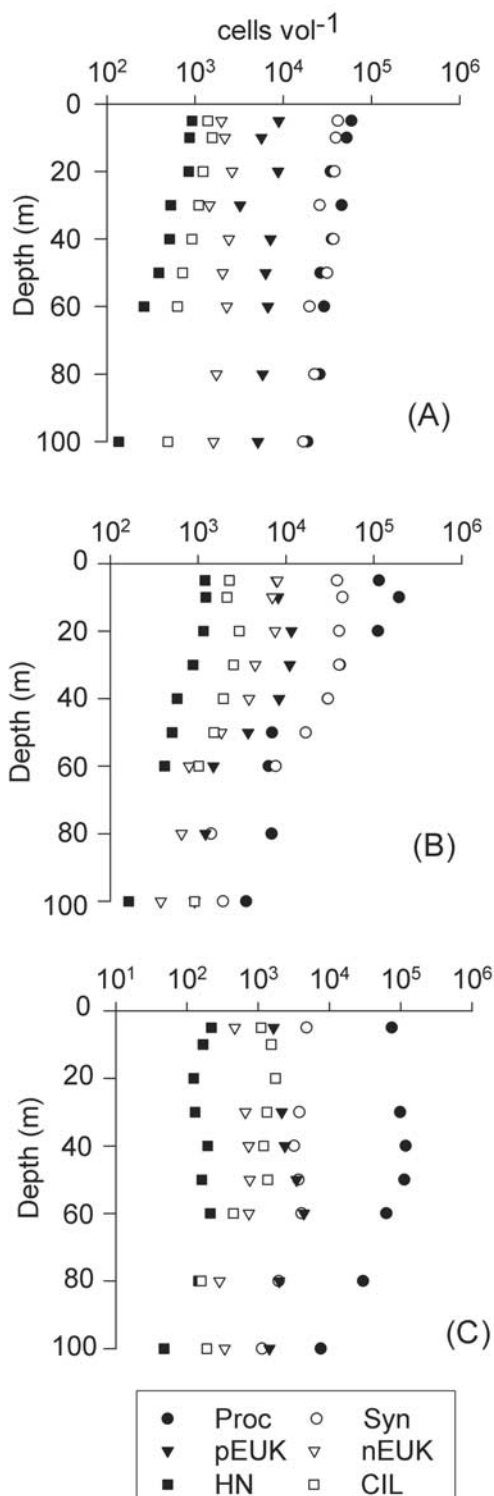 cells vol-1
10² 10³ 10⁴ 10⁵ 10⁶
0
20
40
60
80
100
Depth (m)
(A)
10² 10³ 10⁴ 10⁵ 10⁶
0
20
40
60
80
100
Depth (m)
(B)
10¹ 10² 10³ 10⁴ 10⁵ 10⁶
0
20
40
60
80
100
Depth (m)
(C)
Proc Syn
pEUK nEUK
HN CIL